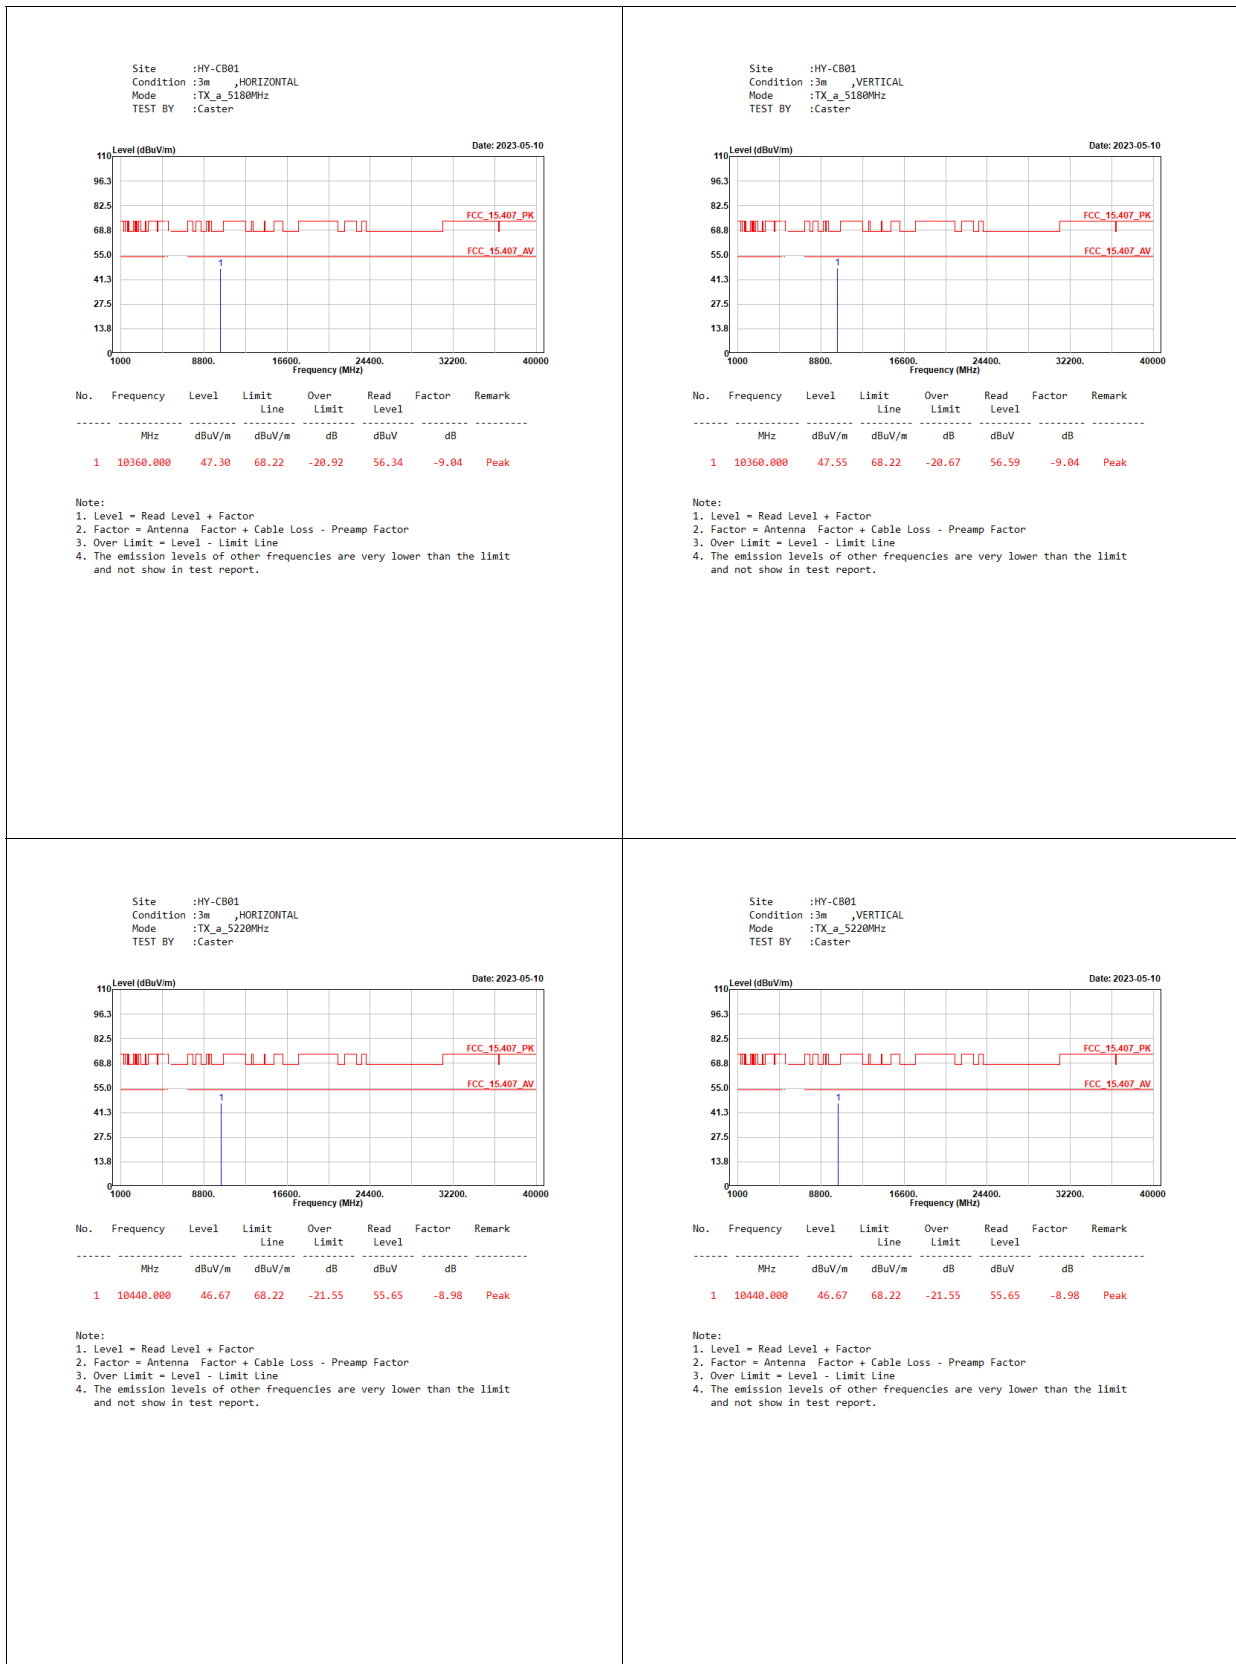 Site      :HY-CB01
Condition :3m    ,HORIZONTAL
Mode      :TX_a_5180MHz
TEST BY   :Caster
Level (dBuV/m)
Date: 2023-05-10
110
96.3
82.5
FCC_15.407_PK
68.8
55.0
FCC_15.407_AV
1
41.3
27.5
13.8
0
1000 8800. 16600. 24400. 32200. 40000
Frequency (MHz)
No. Frequency Level Limit Over Read Factor Remark
Line Limit Level
------ ----------- -------- -------- --------- -------- -------- ---------
MHz dBuV/m dBuV/m dB dBuV dB
1 10360.000 47.30 68.22 -20.92 56.34 -9.04 Peak
Note:
1. Level = Read Level + Factor
2. Factor = Antenna  Factor + Cable Loss - Preamp Factor
3. Over Limit = Level - Limit Line
4. The emission levels of other frequencies are very lower than the limit
and not show in test report.
Site      :HY-CB01
Condition :3m    ,VERTICAL
Mode      :TX_a_5180MHz
TEST BY   :Caster
Level (dBuV/m)
Date: 2023-05-10
110
96.3
82.5
FCC_15.407_PK
68.8
55.0
FCC_15.407_AV
1
41.3
27.5
13.8
0
1000 8800. 16600. 24400. 32200. 40000
Frequency (MHz)
No. Frequency Level Limit Over Read Factor Remark
Line Limit Level
------ ----------- -------- -------- --------- -------- -------- ---------
MHz dBuV/m dBuV/m dB dBuV dB
1 10360.000 47.55 68.22 -20.67 56.59 -9.04 Peak
Note:
1. Level = Read Level + Factor
2. Factor = Antenna  Factor + Cable Loss - Preamp Factor
3. Over Limit = Level - Limit Line
4. The emission levels of other frequencies are very lower than the limit
and not show in test report.
Site      :HY-CB01
Condition :3m    ,HORIZONTAL
Mode      :TX_a_5220MHz
TEST BY   :Caster
Level (dBuV/m)
Date: 2023-05-10
110
96.3
82.5
FCC_15.407_PK
68.8
55.0
FCC_15.407_AV
1
41.3
27.5
13.8
0
1000 8800. 16600. 24400. 32200. 40000
Frequency (MHz)
No. Frequency Level Limit Over Read Factor Remark
Line Limit Level
------ ----------- -------- -------- --------- -------- -------- ---------
MHz dBuV/m dBuV/m dB dBuV dB
1 10440.000 46.67 68.22 -21.55 55.65 -8.98 Peak
Note:
1. Level = Read Level + Factor
2. Factor = Antenna  Factor + Cable Loss - Preamp Factor
3. Over Limit = Level - Limit Line
4. The emission levels of other frequencies are very lower than the limit
and not show in test report.
Site      :HY-CB01
Condition :3m    ,VERTICAL
Mode      :TX_a_5220MHz
TEST BY   :Caster
Level (dBuV/m)
Date: 2023-05-10
110
96.3
82.5
FCC_15.407_PK
68.8
55.0
FCC_15.407_AV
1
41.3
27.5
13.8
0
1000 8800. 16600. 24400. 32200. 40000
Frequency (MHz)
No. Frequency Level Limit Over Read Factor Remark
Line Limit Level
------ ----------- -------- -------- --------- -------- -------- ---------
MHz dBuV/m dBuV/m dB dBuV dB
1 10440.000 46.67 68.22 -21.55 55.65 -8.98 Peak
Note:
1. Level = Read Level + Factor
2. Factor = Antenna  Factor + Cable Loss - Preamp Factor
3. Over Limit = Level - Limit Line
4. The emission levels of other frequencies are very lower than the limit
and not show in test report.